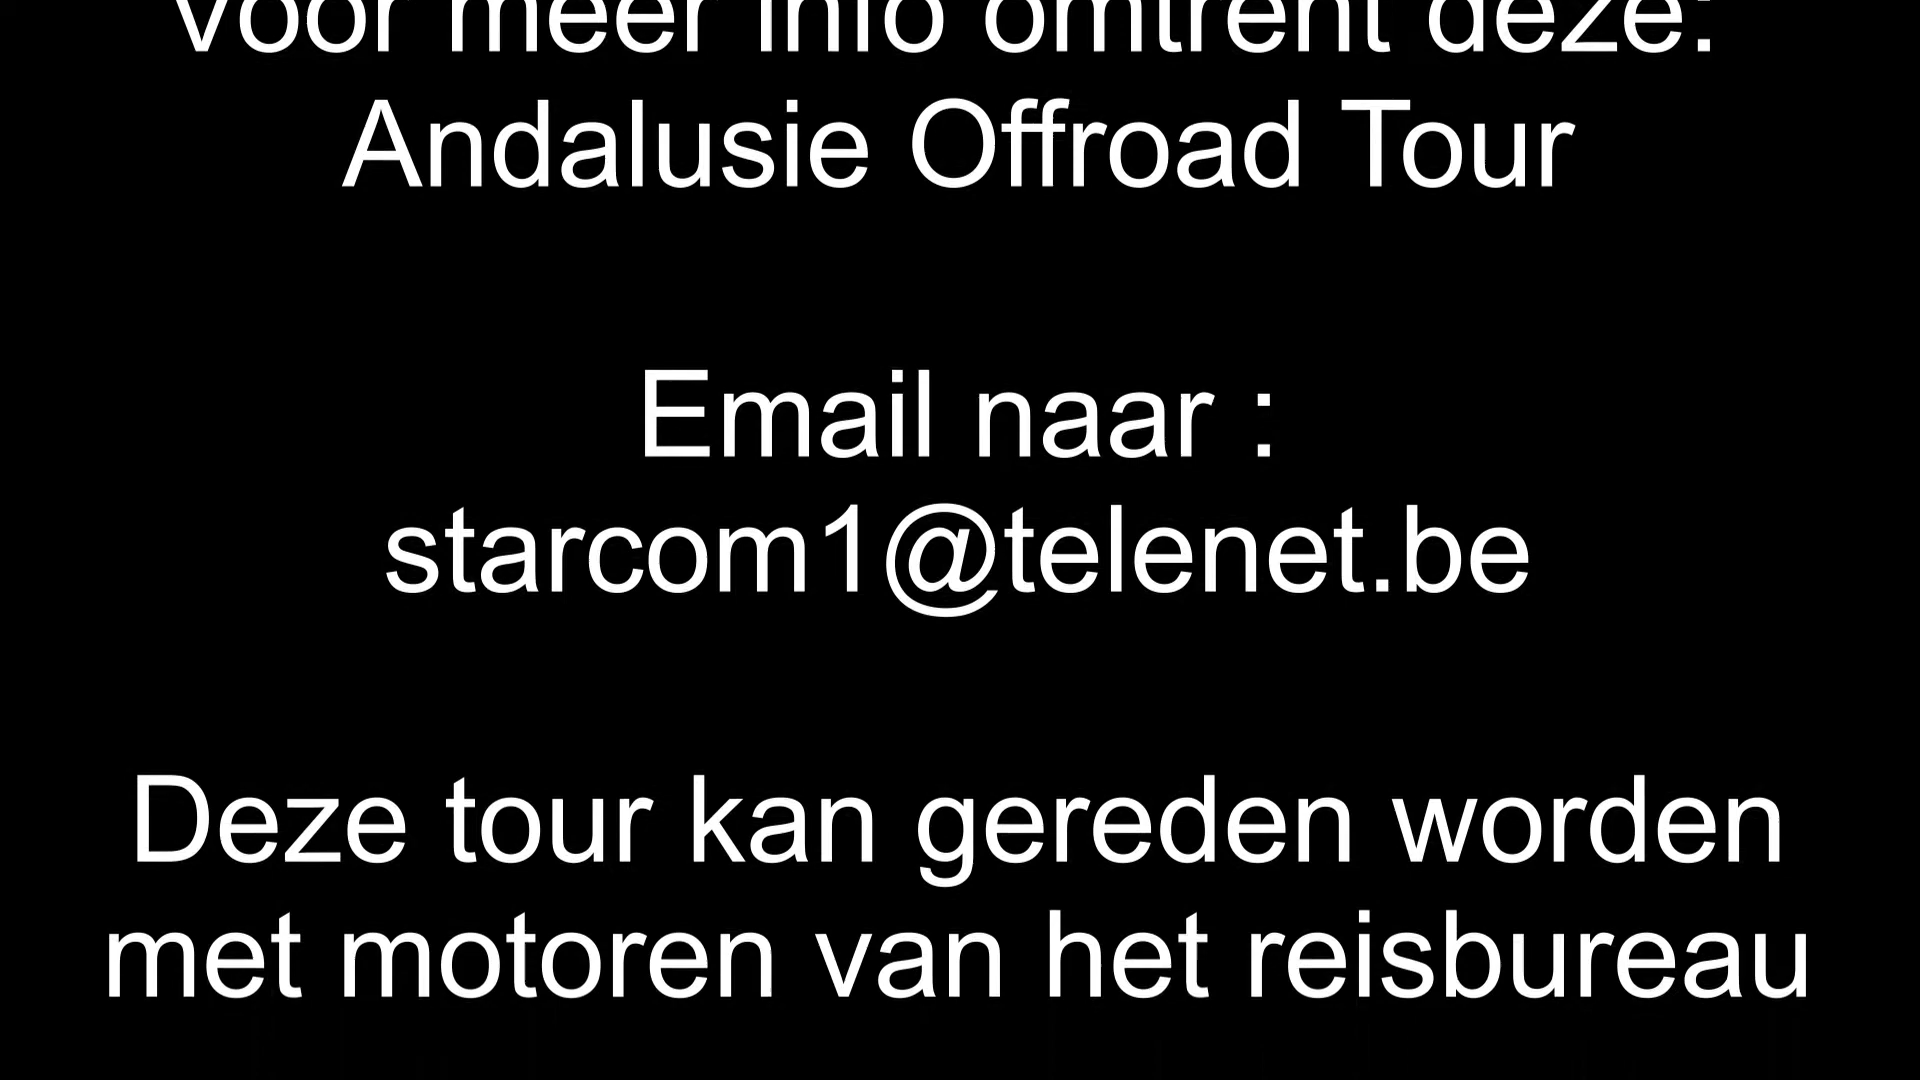 voor meer info omtrent deze:
Andalusie Offroad Tour
Email naar :
starcom1@telenet.be
Deze tour kan gereden worden
met motoren van het reisbureau